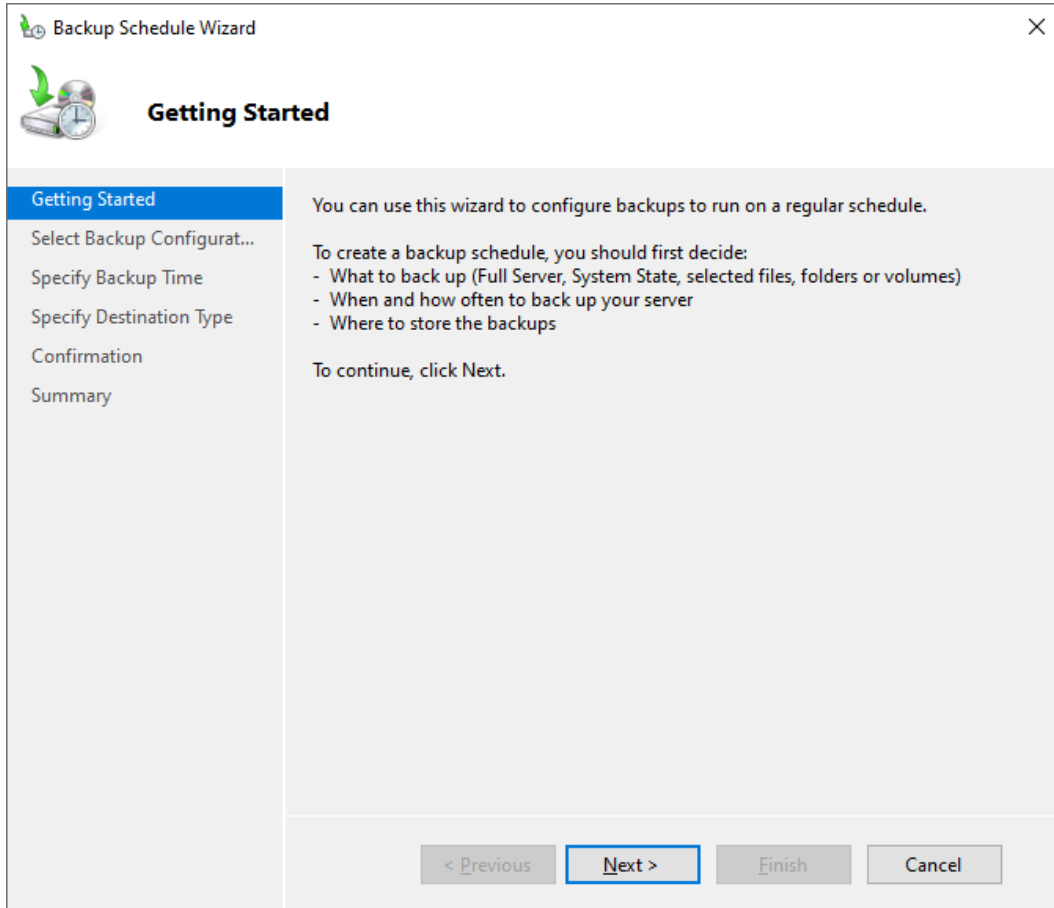 Backup Schedule Wizard
Getting Started
Getting Started
Select Backup Configurat...
Specify Backup Time
Specify Destination Type
Confirmation
Summary
You can use this wizard to configure backups to run on a regular schedule.
To create a backup schedule, you should first decide:
- What to back up (Full Server, System State, selected files, folders or volumes)
- When and how often to back up your server
- Where to store the backups
To continue, click Next.
< Previous
Next >
Finish
Cancel